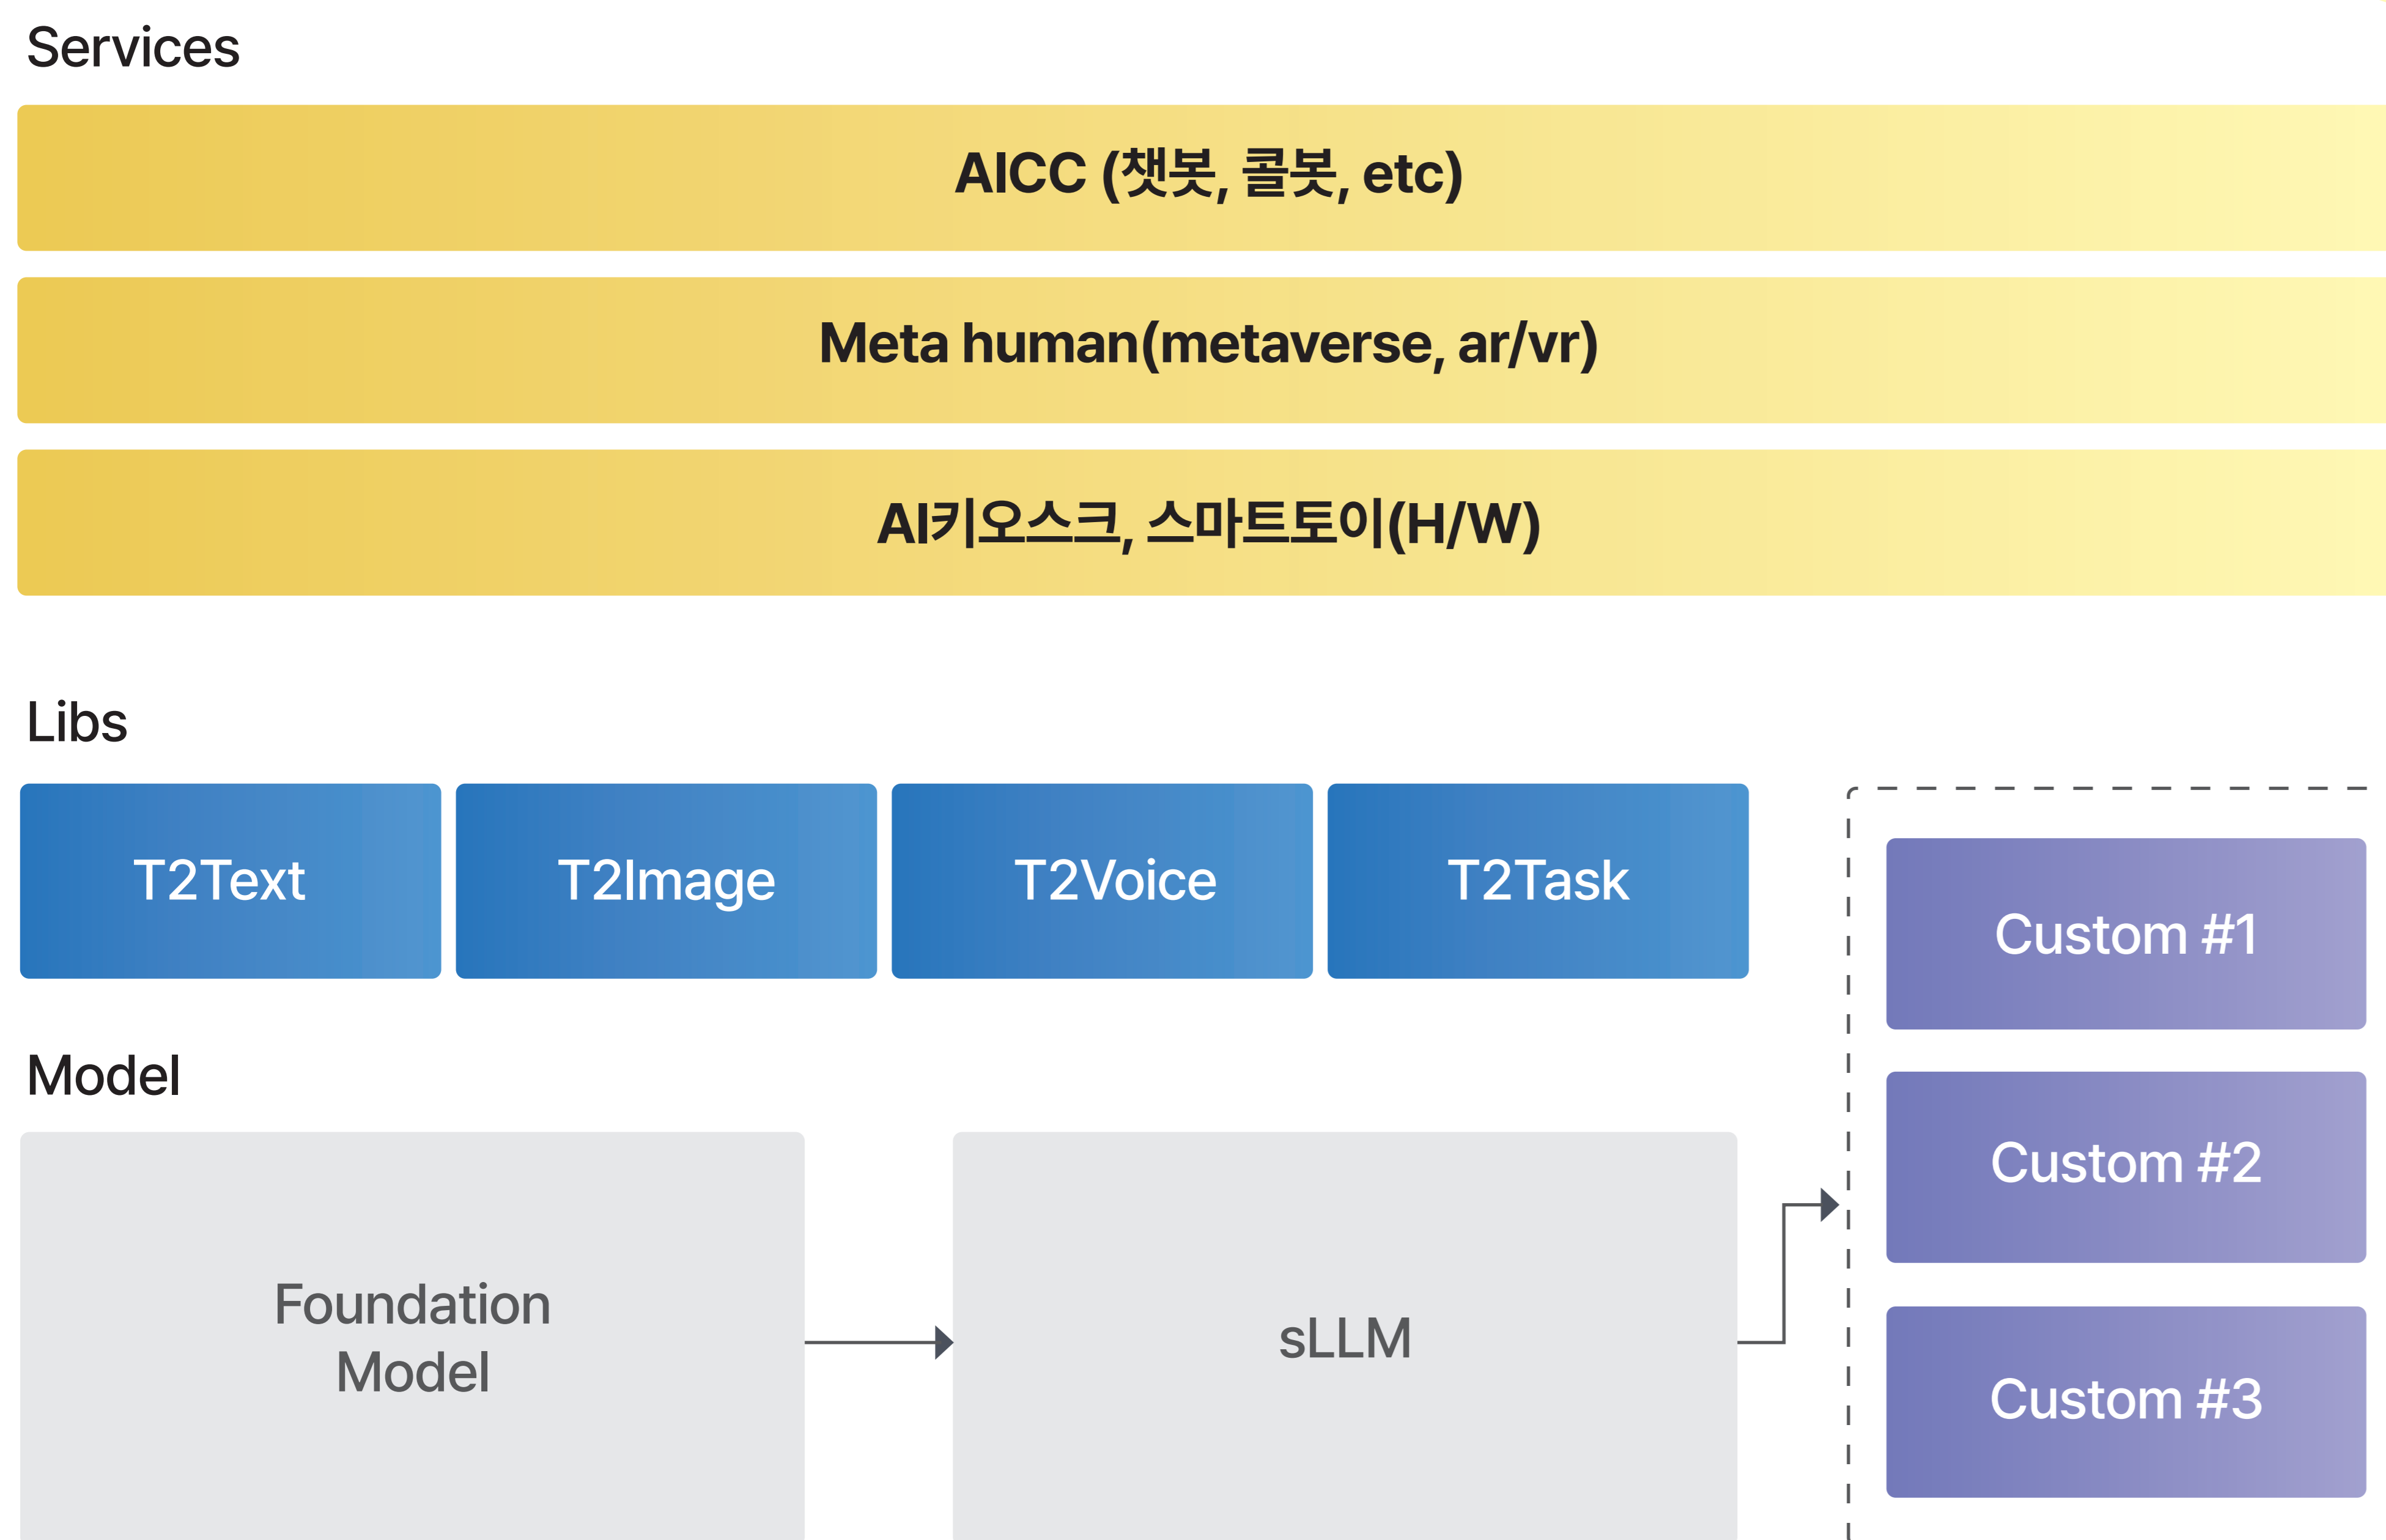 Services
AICC (챗봇, 콜봇, etc)
Meta human(metaverse, ar/vr)
AI키오스크, 스마트토이(H/W)
Libs
T2Text
T2Image
T2Voice
T2Task
Custom #1
Custom #2
Custom #3
Model
Foundation
Model
sLLM